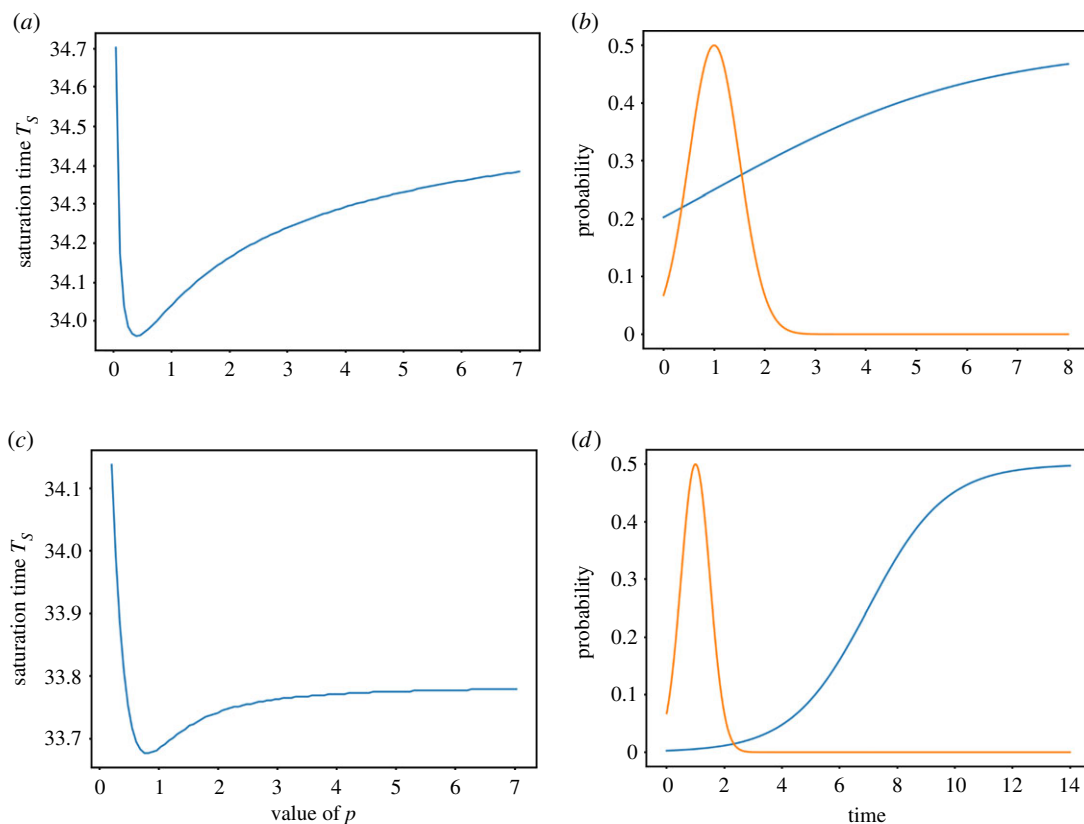 (a)
34.7
34.6
34.5
34.4
34.3
34.2
34.1
34.0
saturation time T_S
0 1 2 3 4 5 6 7
(b)
0.5
0.4
0.3
0.2
0.1
0
probability
0 1 2 3 4 5 6 7 8
(c)
34.1
34.0
33.9
33.8
33.7
saturation time T_S
0 1 2 3 4 5 6 7
value of p
(d)
0.5
0.4
0.3
0.2
0.1
0
probability
0 2 4 6 8 10 12 14
time